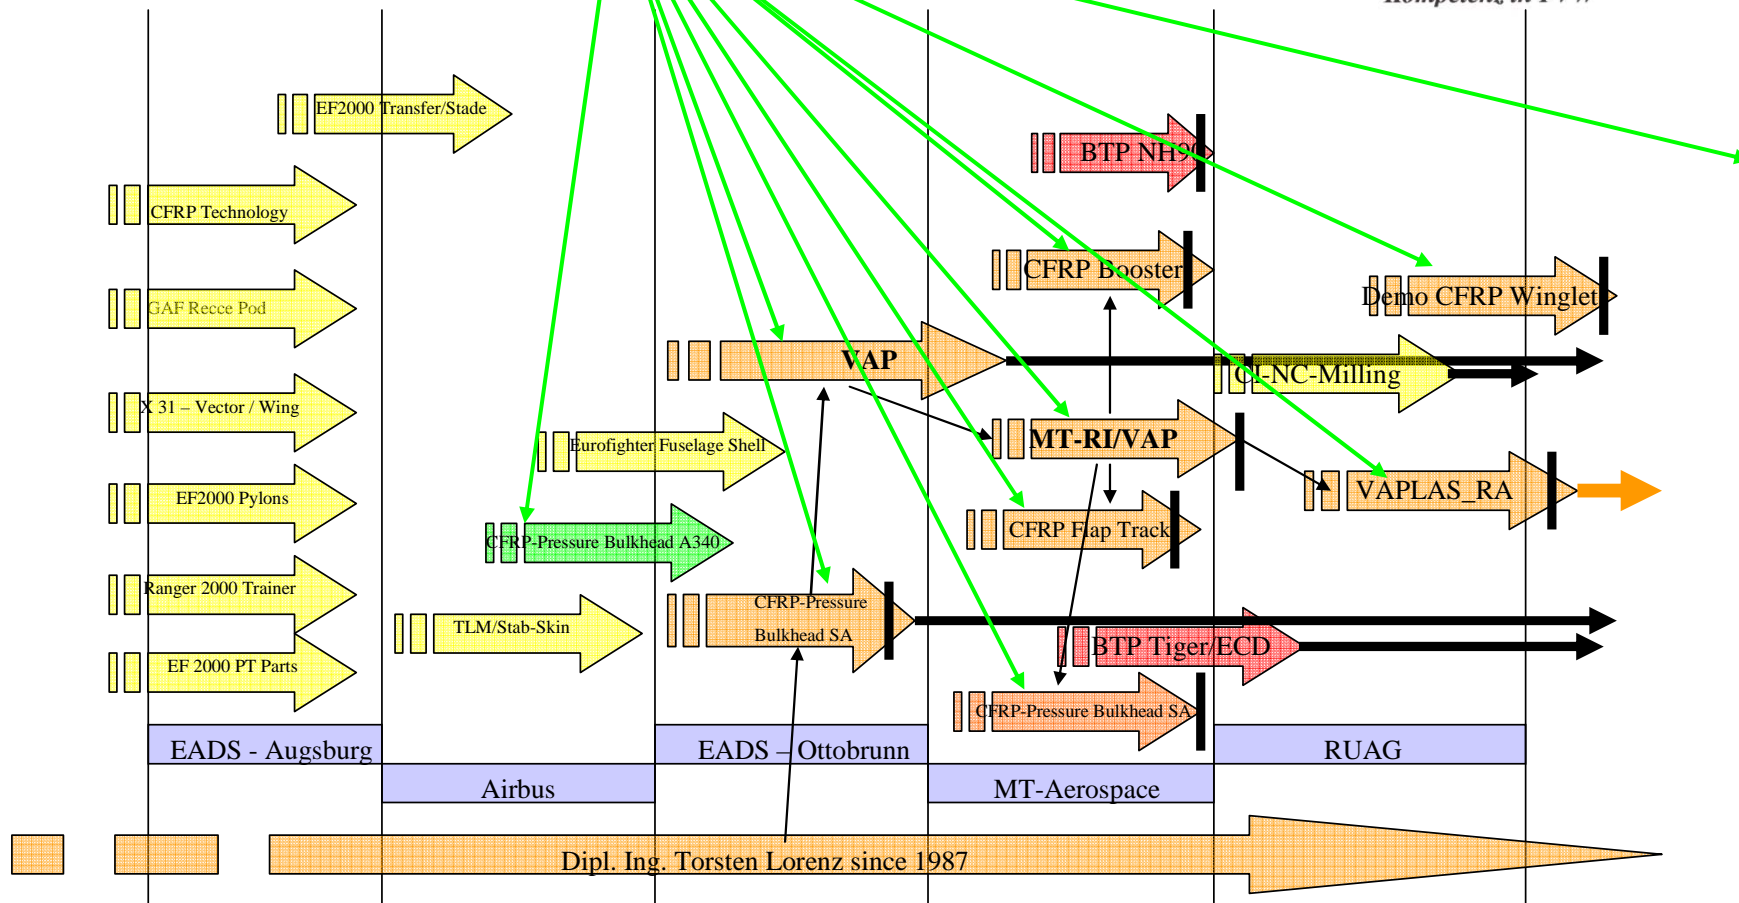 EF2000 Transfer/Stade
BTP NH90
CFRP Technology
CFRP Booster
Demo CFRP Winglet
GAF Recce Pod
VAP
CI-NC-Milling
X 31 – Vector / Wing
Eurofighter Fuselage Shell
MT-RI/VAP
EF2000 Pylons
VAPLAS_RA
CFRP Flap Track
CFRP-Pressure Bulkhead A340
Ranger 2000 Trainer
CFRP-Pressure
Bulkhead SA
TLM/Stab-Skin
BTP Tiger/ECD
EF 2000 PT Parts
CFRP-Pressure Bulkhead SA
EADS - Augsburg
EADS – Ottobrunn
RUAG
Airbus
MT-Aerospace
Dipl. Ing. Torsten Lorenz since 1987